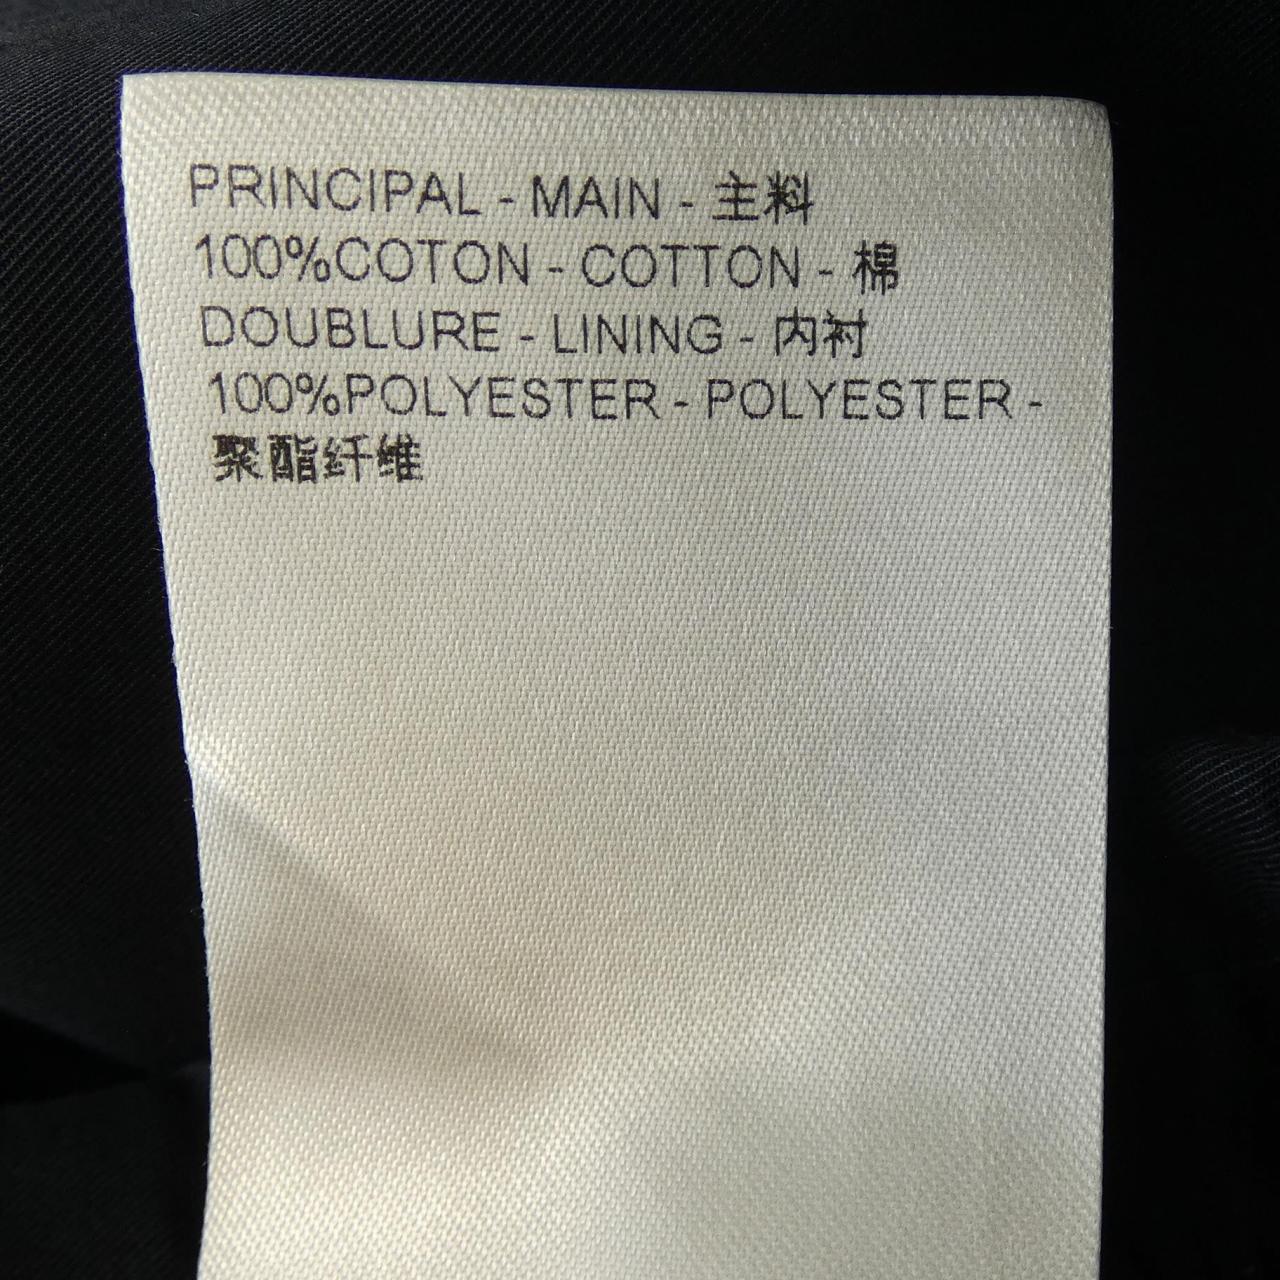 PRINCIPAL - MAIN - 主料
100%COTON - COTTON - 棉
DOUBLURE - LINING - 内衬
100%POLYESTER - POLYESTER -
聚酯纤维